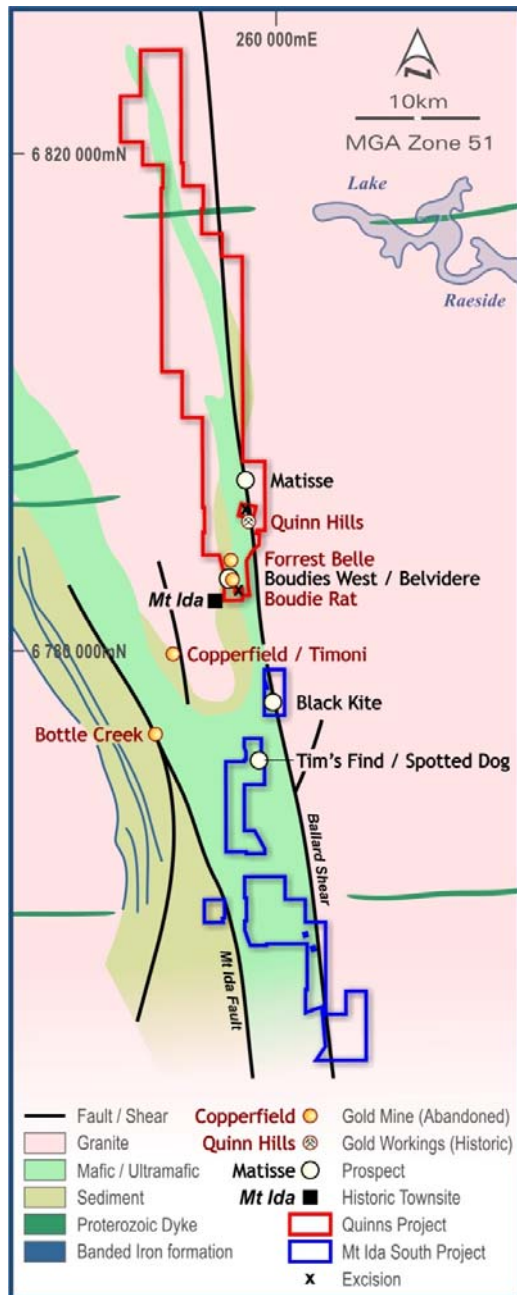 260 000mE
N
10km
MGA Zone 51
6 820 000mN
Lake
Raeside
Matisse
x
Quinn Hills
Forrest Belle
Boudies West / Belvidere
x
Boudie Rat
Mt Ida
6 780 000mN
Copperfield / Timoni
Black Kite
Bottle Creek
Tim's Find / Spotted Dog
Ballard Shear
Mt Ida Fault
Fault / Shear
Granite
Mafic / Ultramafic
Sediment
Proterozoic Dyke
Banded Iron formation
Copperfield Gold Mine (Abandoned)
Quinn Hills Gold Workings (Historic)
Matisse Prospect
Mt Ida Historic Townsite
Quinns Project
Mt Ida South Project
x Excision